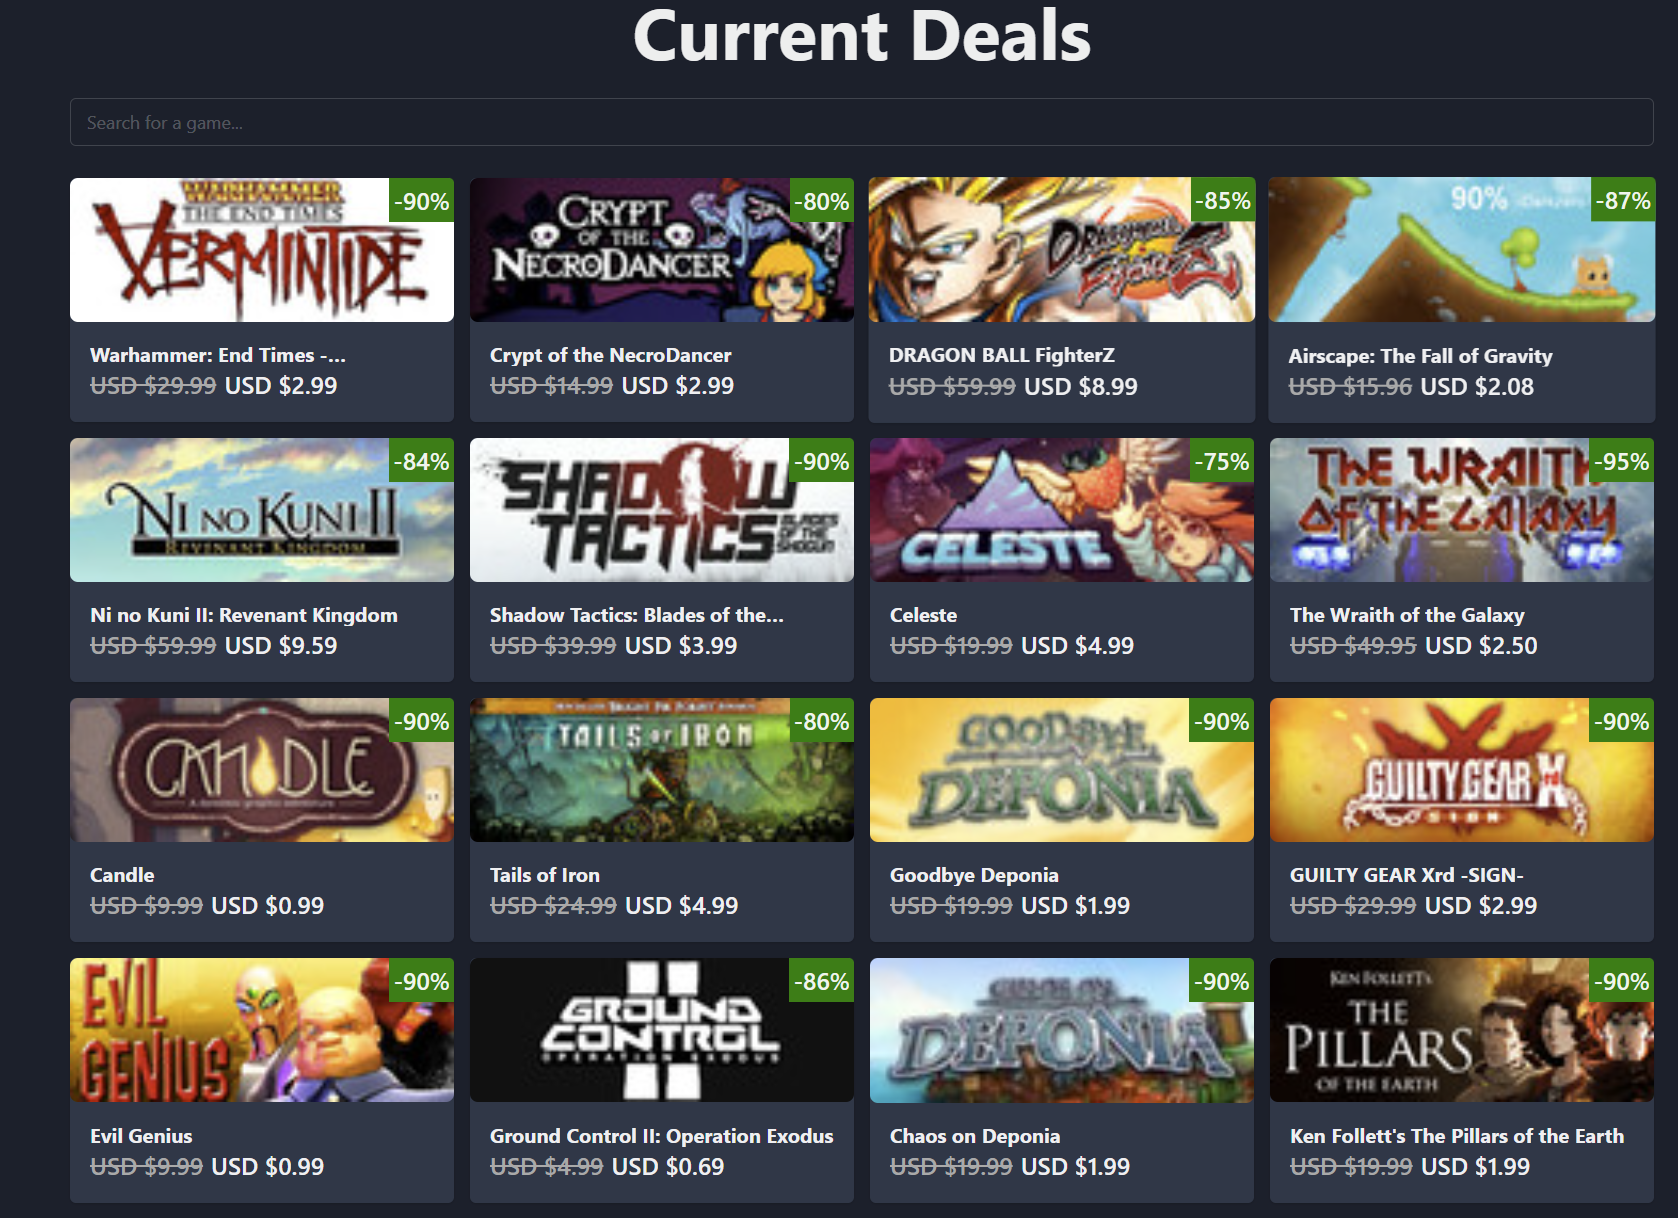 Current Deals
Search for a game...
WARHAMMER
THE END TIMES
VERMINTIDE
-90%
CRYPT
OF THE
NECRODANCER
-80%
DRAGONBALL
FighterZ
-85%
90%
-87%
Warhammer: End Times -...
USD $29.99 USD $2.99
Crypt of the NecroDancer
USD $14.99 USD $2.99
DRAGON BALL FighterZ
USD $59.99 USD $8.99
Airscape: The Fall of Gravity
USD $15.96 USD $2.08
NI NO KUNI II
REVENANT KINGDOM
-84%
SHADOW
TACTICS
BLADES
OF THE
SHOGUN
-90%
CELESTE
-75%
THE WRAITH
OF THE GALAXY
-95%
Ni no Kuni II: Revenant Kingdom
USD $59.99 USD $9.59
Shadow Tactics: Blades of the...
USD $39.99 USD $3.99
Celeste
USD $19.99 USD $4.99
The Wraith of the Galaxy
USD $49.95 USD $2.50
CANDLE
-90%
TAILS OF IRON
-80%
GOODBYE
DEPONIA
-90%
GUILTY GEAR Xrd
SIGN
-90%
Candle
USD $9.99 USD $0.99
Tails of Iron
USD $24.99 USD $4.99
Goodbye Deponia
USD $19.99 USD $1.99
GUILTY GEAR Xrd -SIGN-
USD $29.99 USD $2.99
EVIL
GENIUS
-90%
GROUND
CONTROL
OPERATION EXODUS
II
-86%
CHAOS ON
DEPONIA
-90%
KEN FOLLETT'S
THE
PILLARS
OF THE EARTH
-90%
Evil Genius
USD $9.99 USD $0.99
Ground Control II: Operation Exodus
USD $4.99 USD $0.69
Chaos on Deponia
USD $19.99 USD $1.99
Ken Follett's The Pillars of the Earth
USD $19.99 USD $1.99